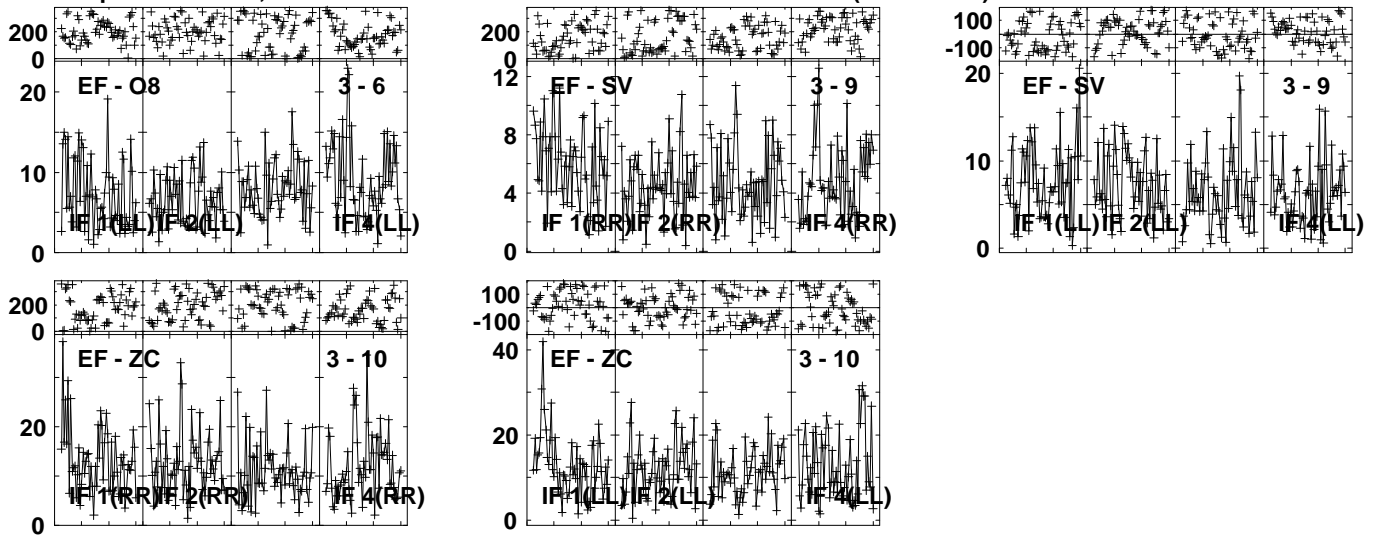 200
0
EF - O8
3 - 6
20
10
0
IF 1(LL)
IF 2(LL)
IF 4(LL)
200
0
12
EF - SV
3 - 9
8
4
0
IF 1(RR)
IF 2(RR)
IF 4(RR)
100
-100
20
EF - SV
3 - 9
10
0
IF 1(LL)
IF 2(LL)
IF 4(LL)
200
0
EF - ZC
3 - 10
20
0
IF 1(RR)
IF 2(RR)
IF 4(RR)
100
-100
40
EF - ZC
3 - 10
20
0
IF 1(LL)
IF 2(LL)
IF 4(LL)